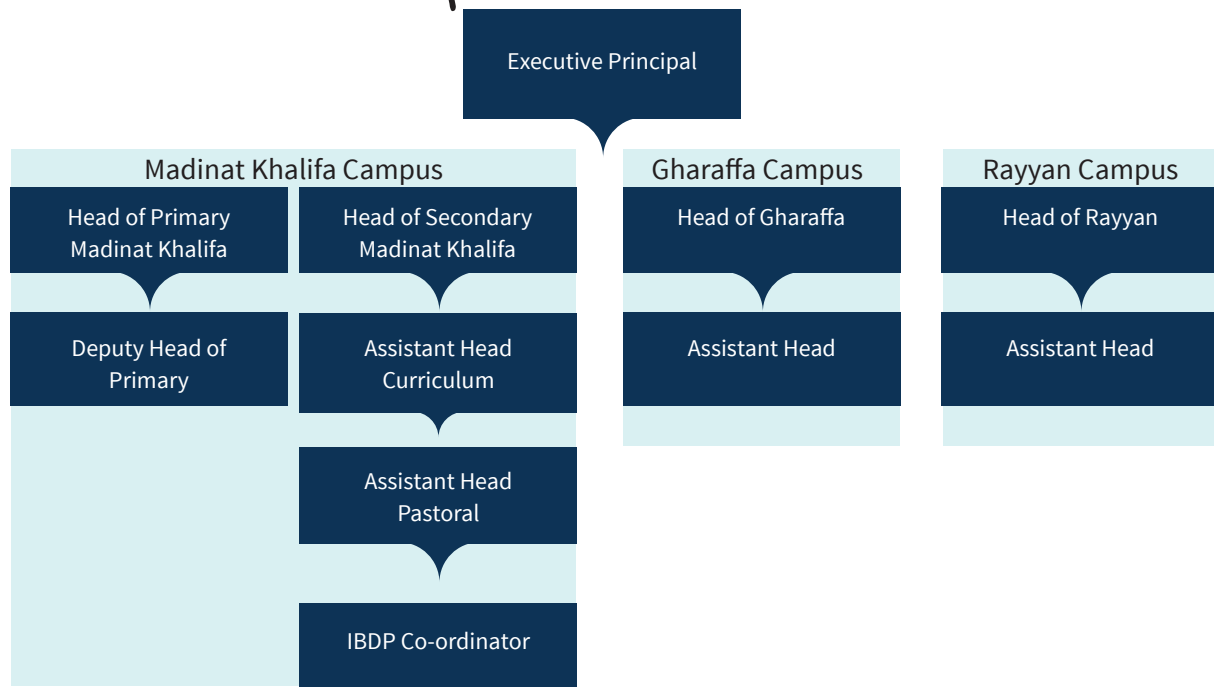 Executive Principal
Madinat Khalifa Campus
Head of Primary
Madinat Khalifa
Deputy Head of
Primary
Head of Secondary
Madinat Khalifa
Assistant Head
Curriculum
Assistant Head
Pastoral
IBDP Co-ordinator
Gharaffa Campus
Head of Gharaffa
Assistant Head
Rayyan Campus
Head of Rayyan
Assistant Head